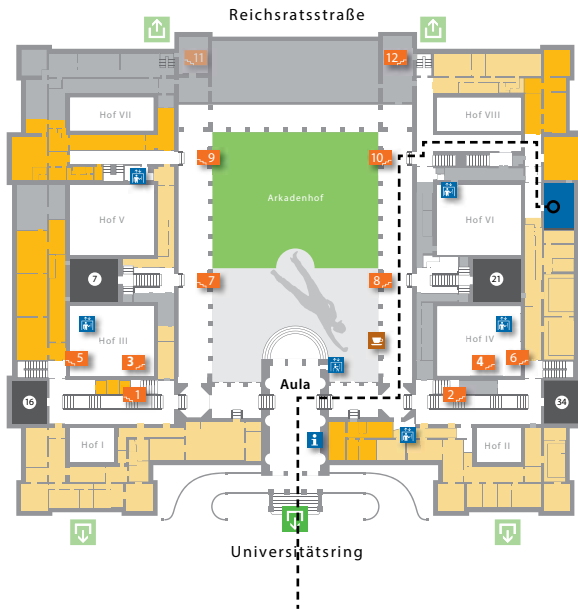 Reichsratsstraße
11
12
Hof VII
Hof VIII
9
10
Arkadenhof
Hof V
Hof VI
7
7
8
21
Hof III
Hof IV
5
3
4
6
Aula
1
2
16
34
Hof I
i
Hof II
Universitätsring